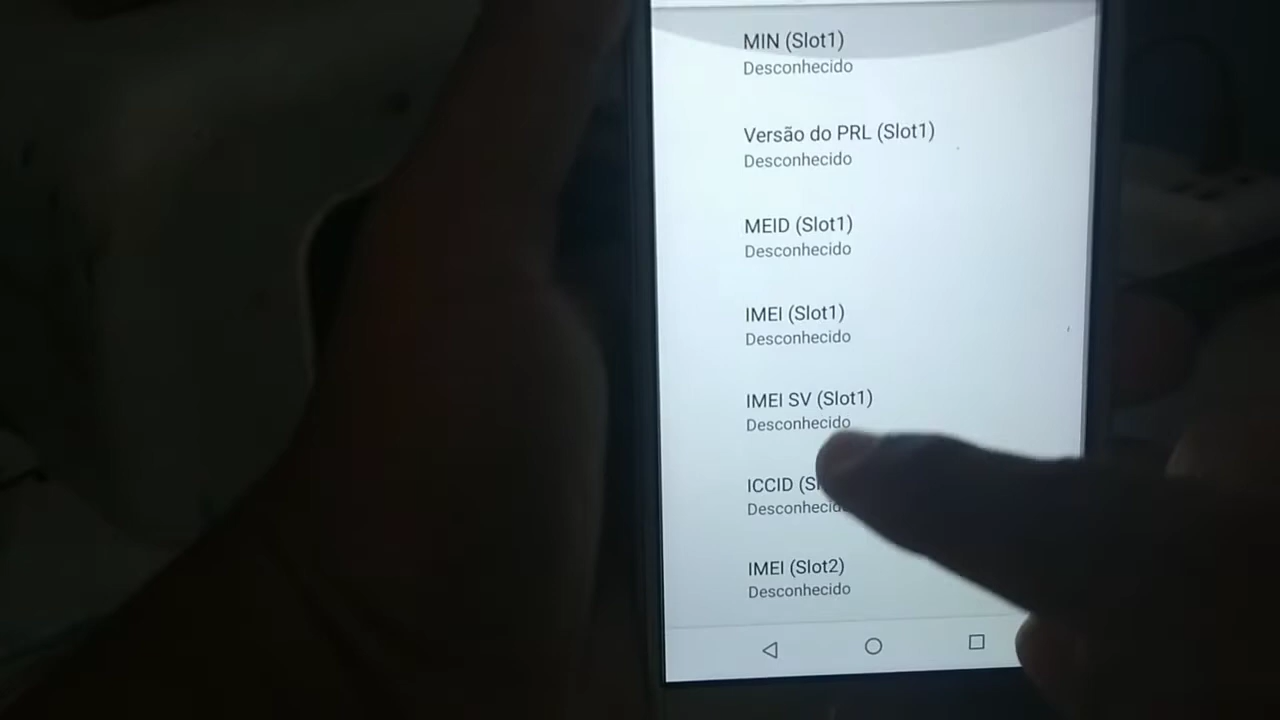 MIN (Slot1)
Desconhecido
Versão do PRL (Slot1)
Desconhecido
MEID (Slot1)
Desconhecido
IMEI (Slot1)
Desconhecido
IMEI SV (Slot1)
Desconhecido
ICCID
Desconhecido
IMEI (Slot2)
Desconhecido